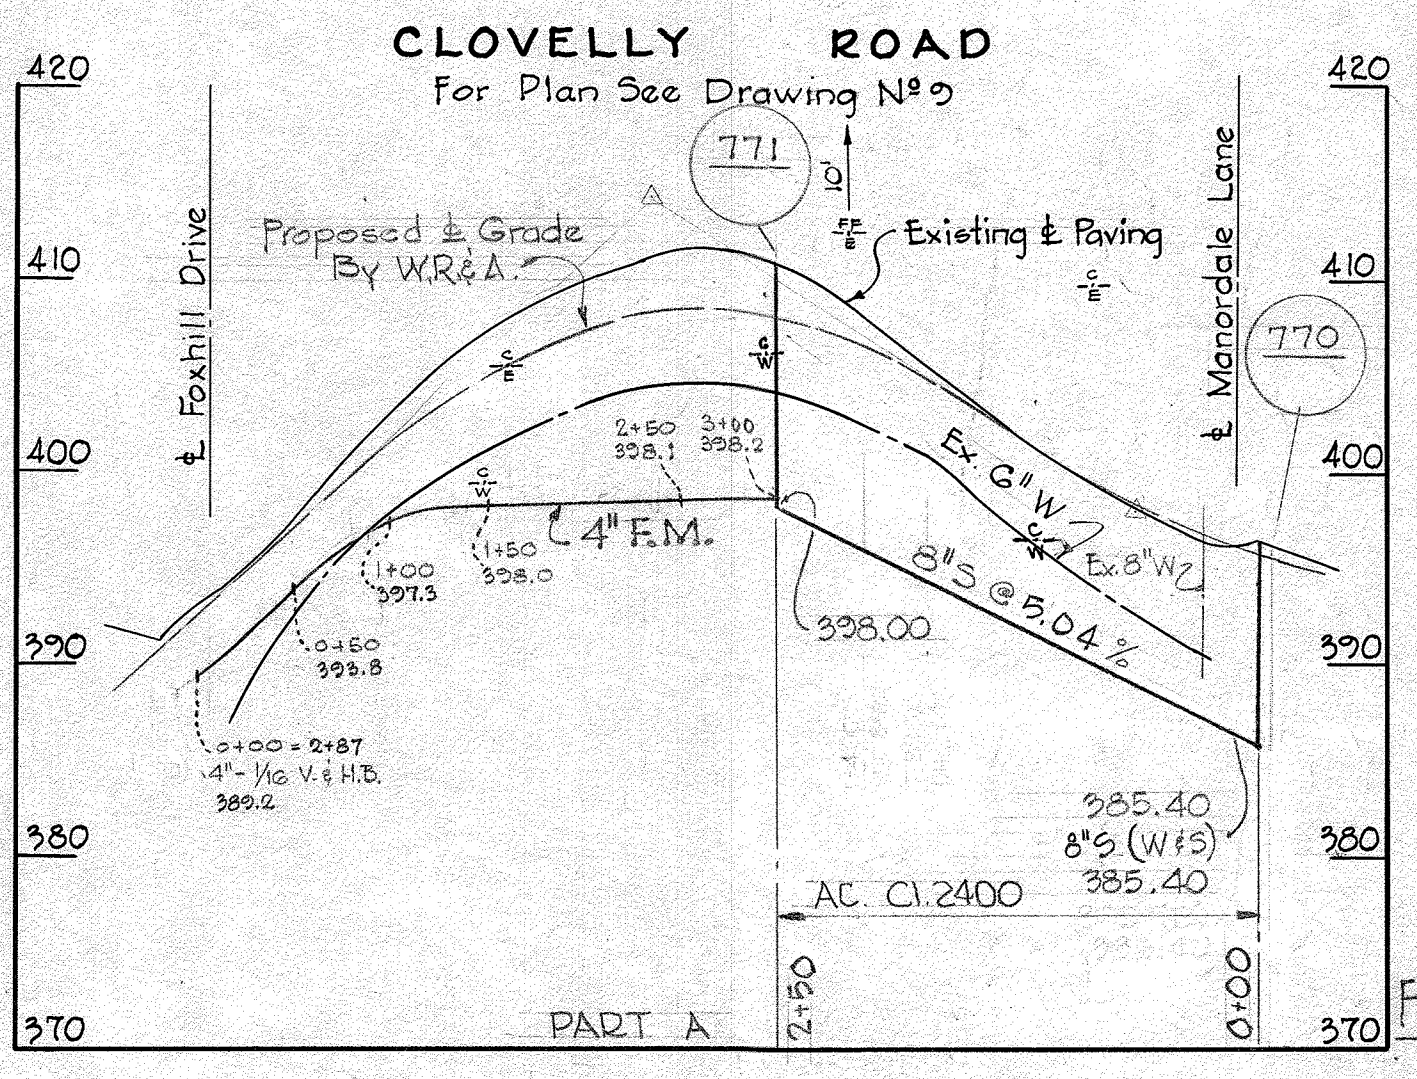 CLOVELLY ROAD
For Plan See Drawing Nº 9
420
420
771
10'
FF
E
Existing ℄ Paving
Proposed ℄ Grade
By W.R.& A.
℄ Foxhill Drive
℄ Manordale Lane
410
410
C
E
770
C
E
C
W
2+50
398.1
3+00
398.2
400
400
Ex. 6" W
C
W
4" F.M.
C
W
1+50
398.0
1+00
397.3
8" S @ 5.04 %
Ex. 8" W
398.00
0+50
393.8
390
390
0+00 = 2+87
4" - 1/16 V. & H.B.
389.2
385.40
8" S (W & S)
385.40
380
380
AC. Cl. 2400
2+50
0+00
PART A
370
370